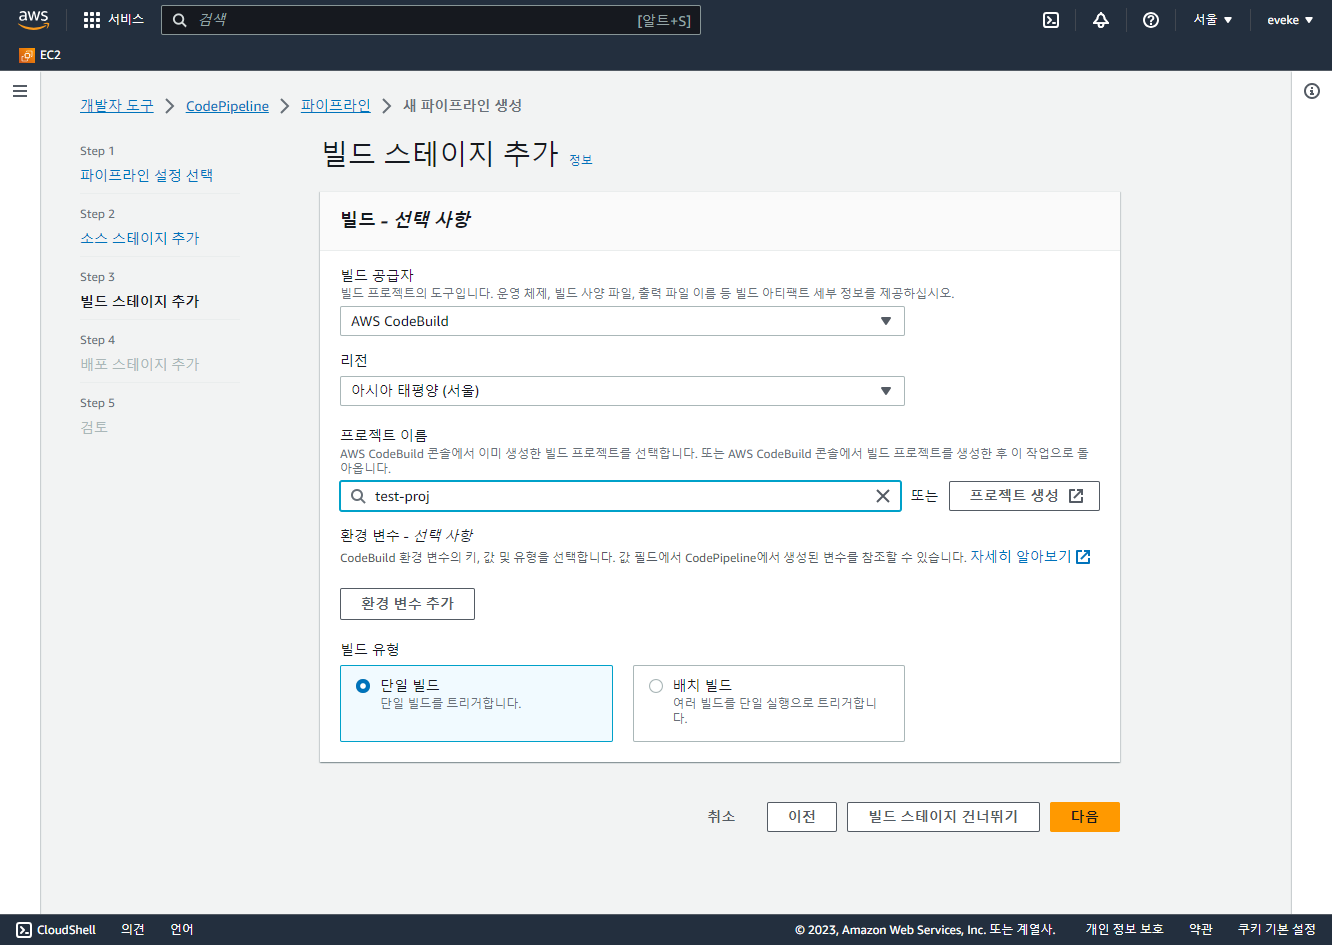 aws
서비스
검색
[알트+S]
서울
eveke
EC2
개발자 도구
CodePipeline
파이프라인
새 파이프라인 생성
Step 1
파이프라인 설정 선택
Step 2
소스 스테이지 추가
Step 3
빌드 스테이지 추가
Step 4
배포 스테이지 추가
Step 5
검토
빌드 스테이지 추가 정보
빌드 - 선택 사항
빌드 공급자
빌드 프로젝트의 도구입니다. 운영 체제, 빌드 사양 파일, 출력 파일 이름 등 빌드 아티팩트 세부 정보를 제공하십시오.
AWS CodeBuild
리전
아시아 태평양 (서울)
프로젝트 이름
AWS CodeBuild 콘솔에서 이미 생성한 빌드 프로젝트를 선택합니다. 또는 AWS CodeBuild 콘솔에서 빌드 프로젝트를 생성한 후 이 작업으로 돌
아옵니다.
test-proj
또는
프로젝트 생성
환경 변수 - 선택 사항
CodeBuild 환경 변수의 키, 값 및 유형을 선택합니다. 값 필드에서 CodePipeline에서 생성된 변수를 참조할 수 있습니다. 자세히 알아보기
환경 변수 추가
빌드 유형
단일 빌드
단일 빌드를 트리거합니다.
배치 빌드
여러 빌드를 단일 실행으로 트리거합니
다.
취소
이전
빌드 스테이지 건너뛰기
다음
CloudShell
의견
언어
© 2023, Amazon Web Services, Inc. 또는 계열사.
개인 정보 보호
약관
쿠키 기본 설정